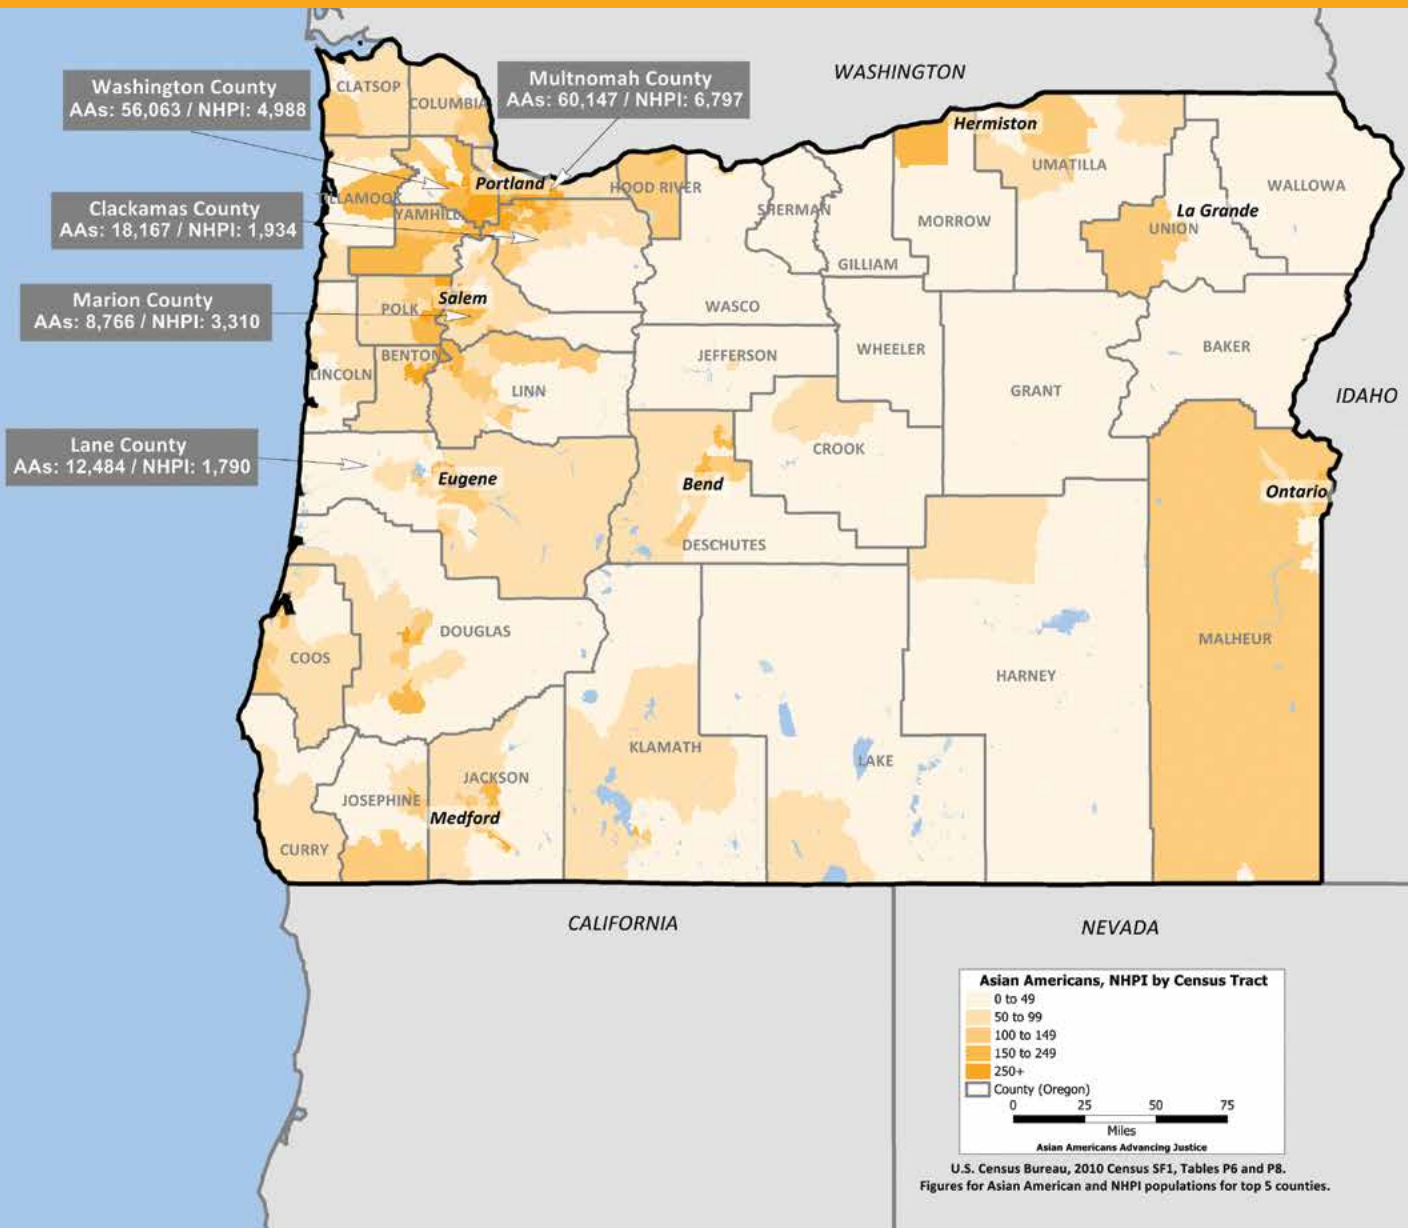 WASHINGTON
Washington County
AAs: 56,063 / NHPI: 4,988
Multnomah County
AAs: 60,147 / NHPI: 6,797
Clackamas County
AAs: 18,167 / NHPI: 1,934
Marion County
AAs: 8,766 / NHPI: 3,310
Lane County
AAs: 12,484 / NHPI: 1,790
CLATSOP
COLUMBIA
Hermiston
Portland
HOOD RIVER
UMATILLA
WALLOWA
YAMHILL
SHERMAN
MORROW
La Grande
UNION
GILLIAM
Salem
POLK
WASCO
BENTON
JEFFERSON
WHEELER
BAKER
LINCOLN
LINN
GRANT
IDAHO
CROOK
Eugene
Bend
Ontario
DESCHUTES
DOUGLAS
MALHEUR
COOS
HARNEY
KLAMATH
LAKE
JACKSON
JOSEPHINE
Medford
CURRY
CALIFORNIA
NEVADA
Asian Americans, NHPI by Census Tract
0 to 49
50 to 99
100 to 149
150 to 249
250+
County (Oregon)
0 25 50 75
Miles
Asian Americans Advancing Justice
U.S. Census Bureau, 2010 Census SF1, Tables P6 and P8.
Figures for Asian American and NHPI populations for top 5 counties.